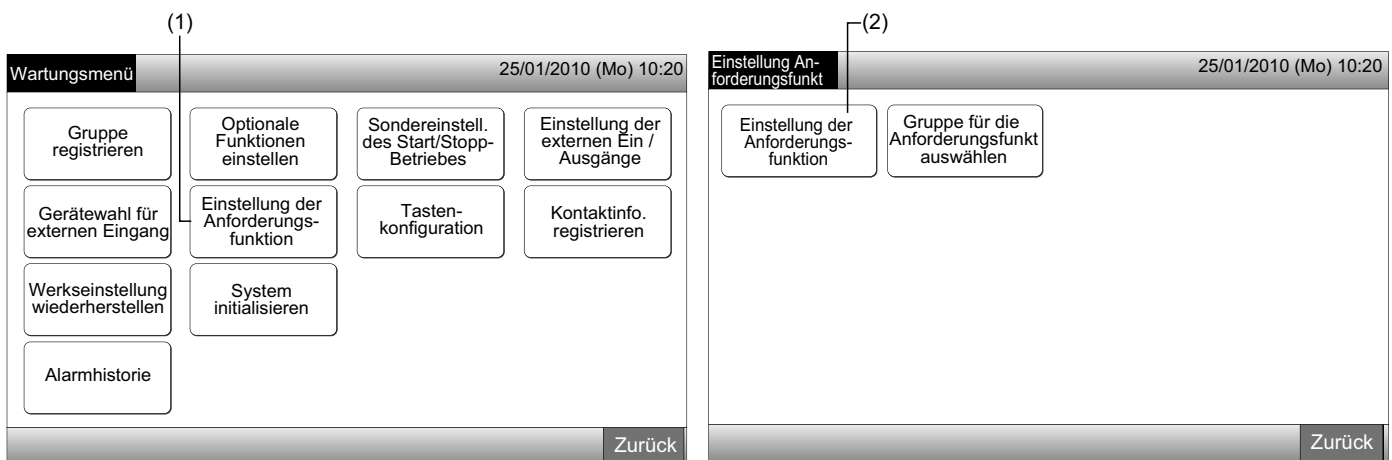 (1)
Wartungsmenü
25/01/2010 (Mo) 10:20
Gruppe
registrieren
Optionale
Funktionen
einstellen
Sondereinstell.
des Start/Stopp-
Betriebes
Einstellung der
externen Ein /
Ausgänge
Gerätewahl für
externen Eingang
Einstellung der
Anforderungs-
funktion
Tasten-
konfiguration
Kontaktinfo.
registrieren
Werkseinstellung
wiederherstellen
System
initialisieren
Alarmhistorie
Zurück
(2)
Einstellung An-
forderungsfunkt
25/01/2010 (Mo) 10:20
Einstellung der
Anforderungs-
funktion
Gruppe für die
Anforderungsfunkt
auswählen
Zurück